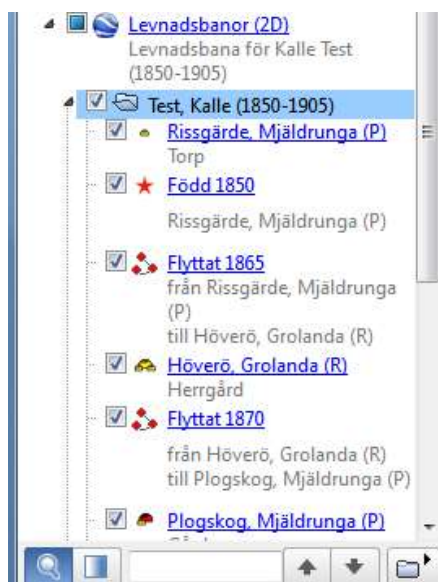 Levnadsbanor (2D)
Levnadsbana för Kalle Test
(1850-1905)
Test, Kalle (1850-1905)
Rissgärde, Mjäldrunga (P)
Torp
Född 1850
Rissgärde, Mjäldrunga (P)
Flyttat 1865
från Rissgärde, Mjäldrunga
(P)
till Höverö, Grolanda (R)
Höverö, Grolanda (R)
Herrgård
Flyttat 1870
från Höverö, Grolanda (R)
till Plogskog, Mjäldrunga (P)
Plogskog, Mjäldrunga (P)